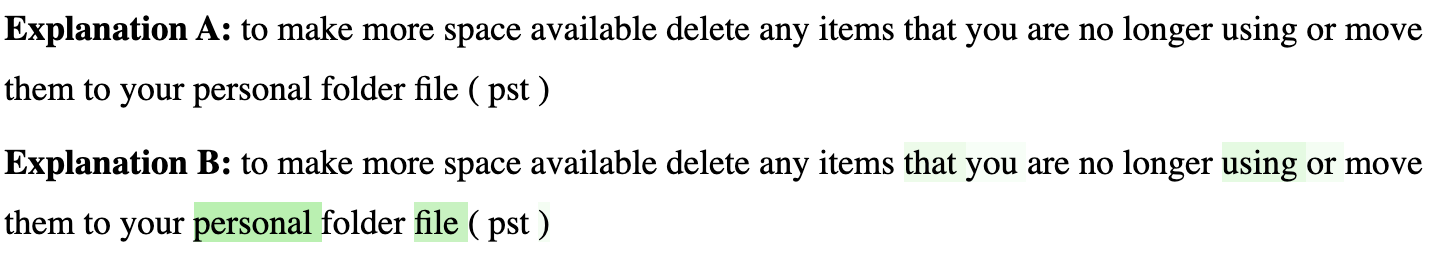 Explanation A: to make more space available delete any items that you are no longer using or move
them to your personal folder file ( pst )
Explanation B: to make more space available delete any items that you are no longer using or move
them to your personal folder file ( pst )